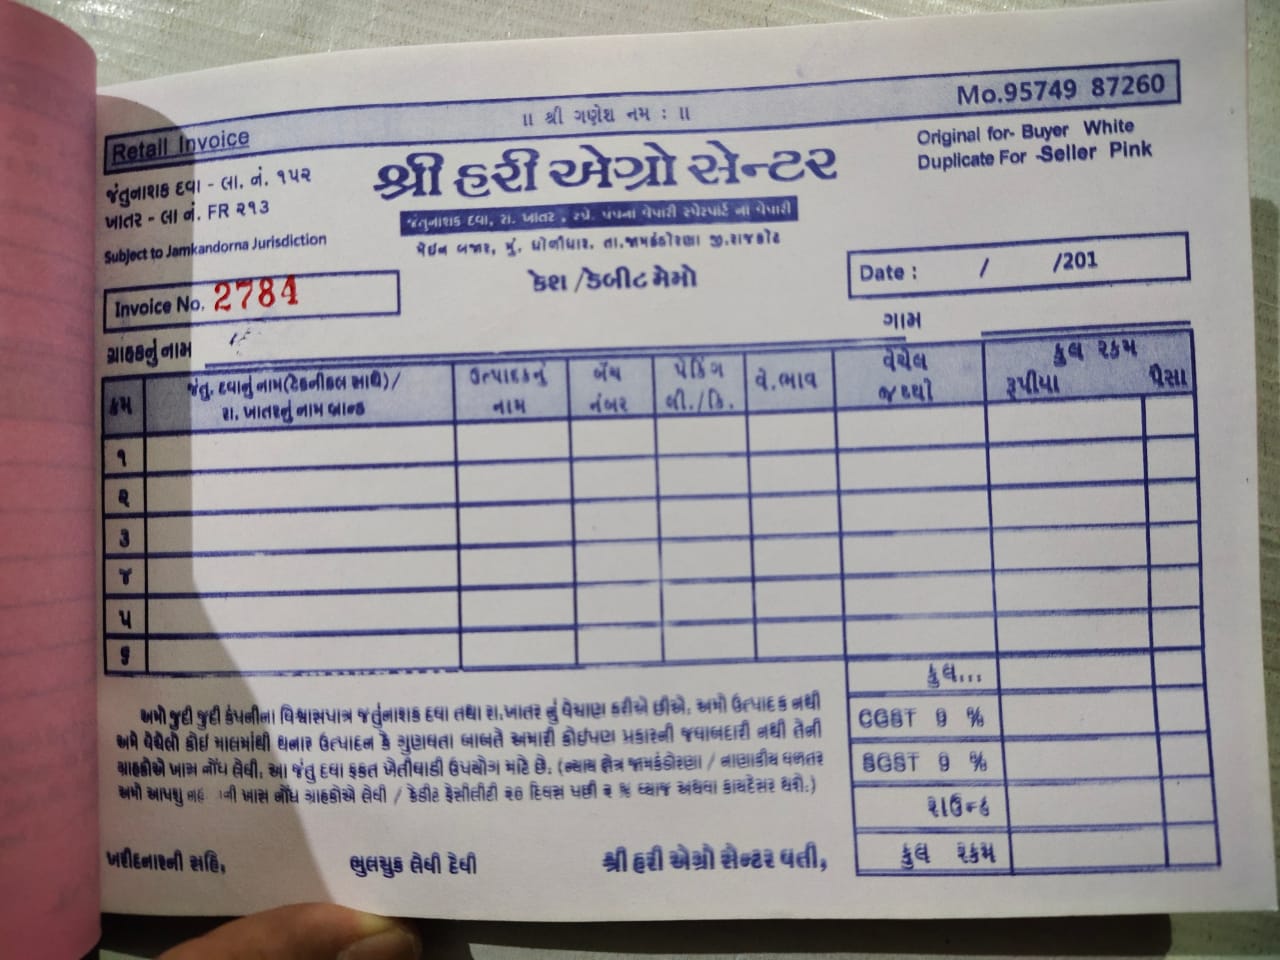 ॥ શ્રી ગણેશ નમ : ॥
Mo.95749 87260
Retail Invoice
Original for- Buyer White
Duplicate For -Seller Pink
જંતુનાશક દવા - લા. નં. ૧૫૨
ખાતર - લા નં. FR ૨૧૩
Subject to Jamkandorna Jurisdiction
શ્રી હરી એગ્રો સેન્ટર
જંતુનાશક દવા, રા. ખાતર , સ્પ્રે. પંપના વેપારી સ્પેરપાર્ટ ના વેપારી
મેઈન બજાર, મું. ધોળીધાર. તા.જામકંડોરણા જી.રાજકોટ
કેશ /કેબીટ મેમો
Invoice No. 2784
Date : / /201
ગ્રાહકનું નામ
ગામ
ક્રમ
જંતુ. દવાનું નામ(ટેકનીકલ સાથે)/
રા. ખાતરનું નામ બ્રાન્ડ
ઉત્પાદકનું
નામ
બેચ
નંબર
પેકિંગ
લી./કિ.
વે.ભાવ
વેચેલ
જથ્થો
કુલ રકમ
રૂપીયા
પૈસા
૧
૨
૩
૪
૫
૬
કુલ...
CGST 9 %
SGST 9 %
રાઉન્ડ
કુલ રકમ
અમો જુદી જુદી કંપનીના વિશ્વાસપાત્ર જતુંનાશક દવા તથા રા.ખાતર નું વેચાણ કરીએ છીએ. અમો ઉત્પાદક નથી
અમે વેચેલી કોઇ માલમાંથી થનાર ઉત્પાદન કે ગુણવતા બાબતે અમારી કોઇપણ પ્રકારની જવાબદારી નથી તેની
ગ્રાહકોએ ખાસ નોંધ લેવી. આ જંતુ દવા ફકત ખેતીવાડી ઉપયોગ માટે છે. (ન્યાય ક્ષેત્ર જામકંડોરણા / નાણાકીય વળતર
અમો આપશુ ની ખાસ નોંધ ગ્રાહકોએ લેવી / ક્રેડીટ ફેસીલીટી ૨૦ દિવસ પછી ૨ % વ્યાજ અથવા કાયદેસર થશે.)
ખરીદનારની સહિ,
ભુલચુક લેવી દેવી
શ્રી હરી એગ્રો સેન્ટર વતી,